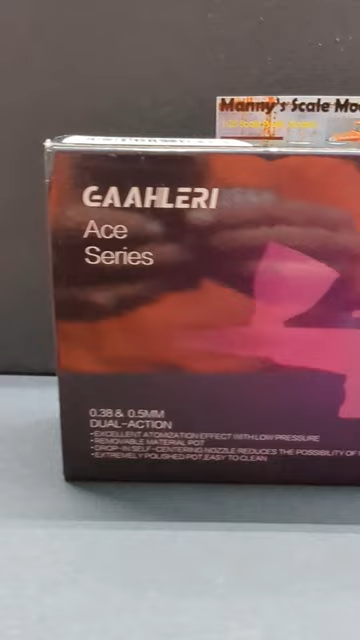 Manny's Scale Mo
GAAHLERI
Ace
Series
0.38 & 0.5MM
DUAL-ACTION
•EXCELLENT ATOMIZATION EFFECT WITH LOW PRESSURE
•REMOVABLE MATERIAL POT
•DROP-IN SELF-CENTERING NOZZLE REDUCES THE POSSIBILITY OF
•EXTREMELY POLISHED POT,EASY TO CLEAN